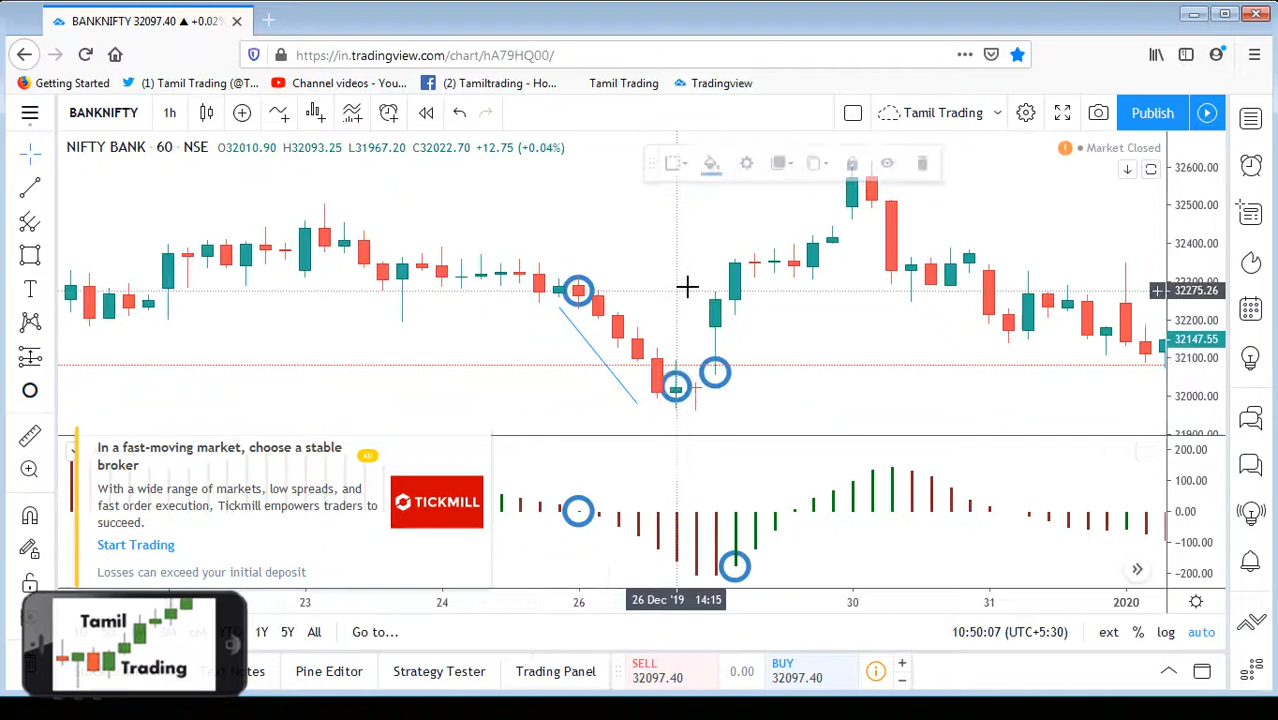 BANKNIFTY 32097.40 ▲ +0.02%
https://in.tradingview.com/chart/hA79HQ00/
Getting Started
(1) Tamil Trading (@T...
Channel videos - You...
(2) Tamiltrading - Ho...
Tamil Trading
Tradingview
BANKNIFTY
1h
Tamil Trading
Publish
NIFTY BANK · 60 · NSE O32010.90 H32093.25 L31967.20 C32022.70 +12.75 (+0.04%)
Market Closed
32600.00
32500.00
32400.00
32275.26
32200.00
32147.55
32100.00
32000.00
31900.00
In a fast-moving market, choose a stable
broker
AD
With a wide range of markets, low spreads, and
fast order execution, Tickmill empowers traders to
succeed.
Start Trading
Losses can exceed your initial deposit
TICKMILL
200.00
100.00
0.00
−100.00
−200.00
23
24
26
26 Dec '19 14:15
30
31
2020
1Y
5Y
All
Go to...
10:50:07 (UTC+5:30)
ext
%
log
auto
Tamil
Trading
Notes
Pine Editor
Strategy Tester
Trading Panel
SELL
32097.40
0.00
BUY
32097.40